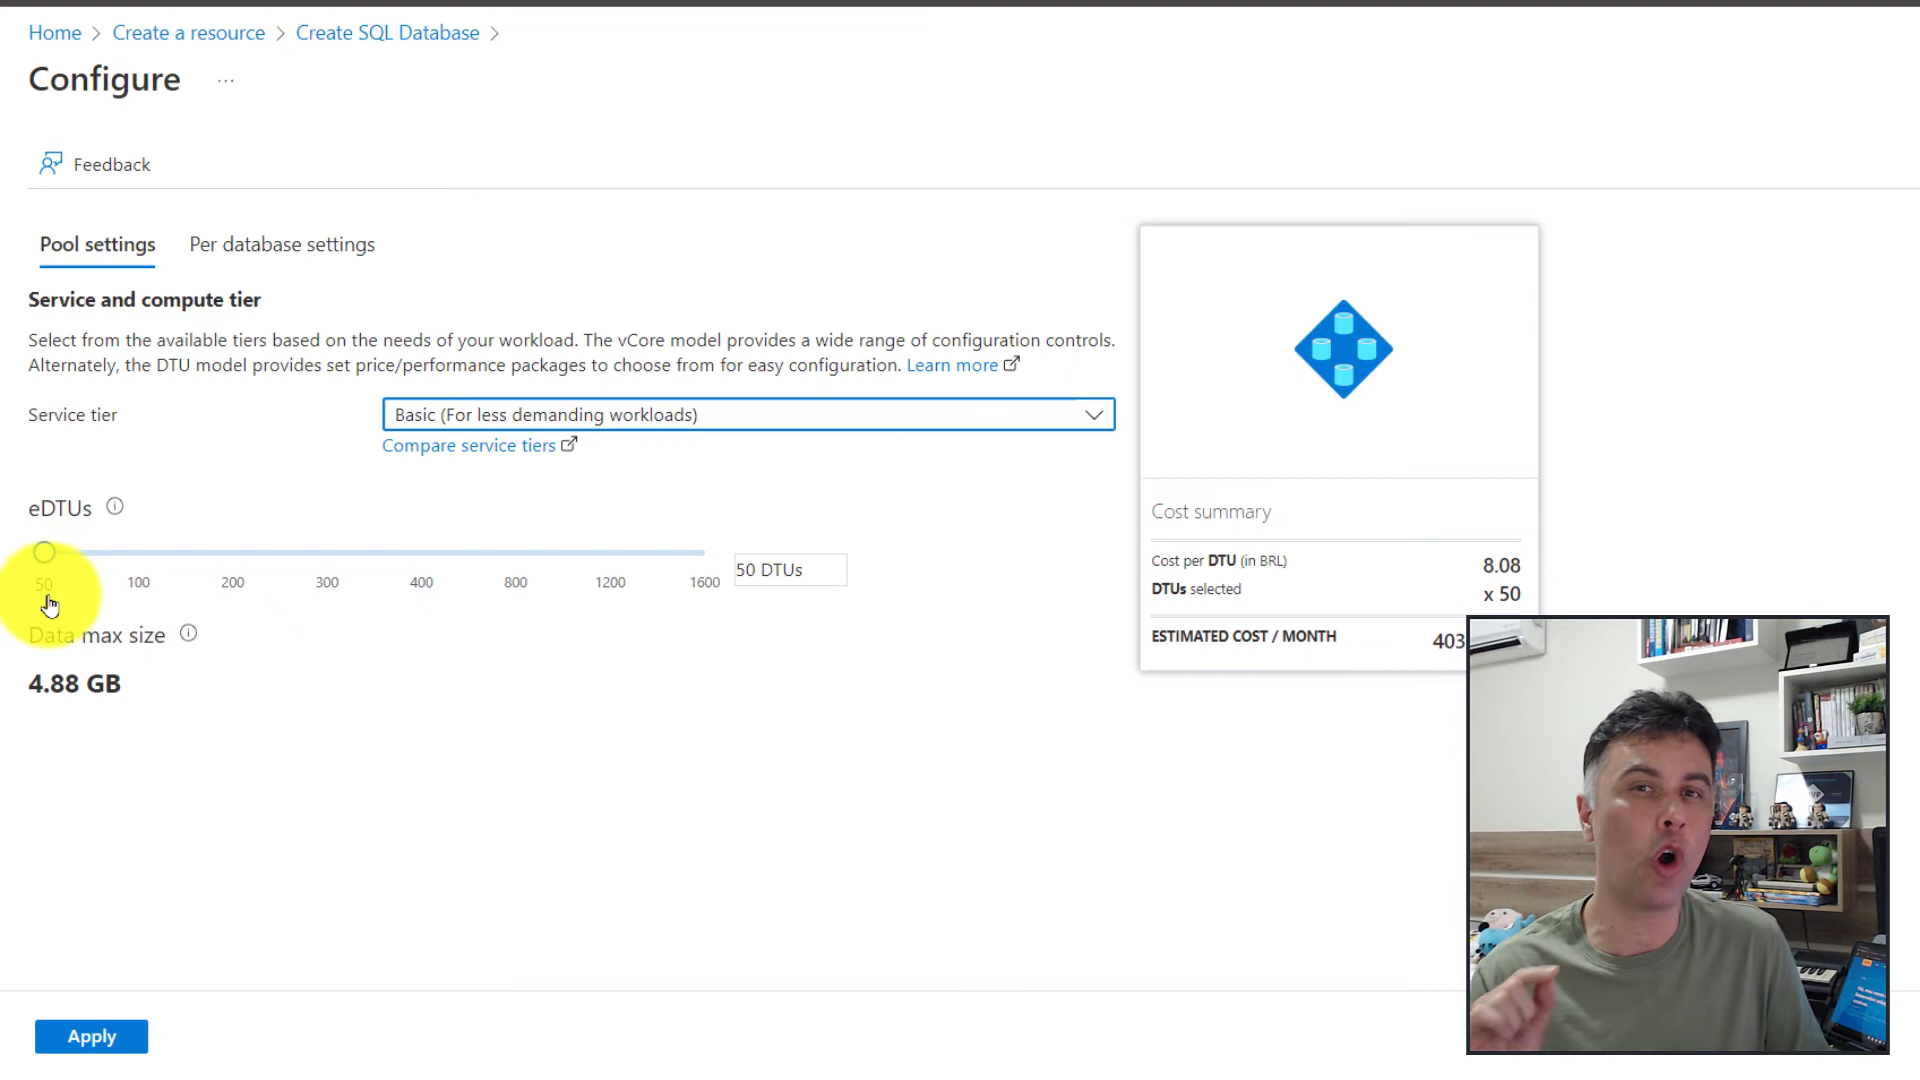 Home > Create a resource > Create SQL Database >
Configure ...
Feedback
Pool settings Per database settings
Service and compute tier
Select from the available tiers based on the needs of your workload. The vCore model provides a wide range of configuration controls.
Alternately, the DTU model provides set price/performance packages to choose from for easy configuration. Learn more
Service tier Basic (For less demanding workloads)
Compare service tiers
eDTUs
50 100 200 300 400 800 1200 1600 50 DTUs
Data max size
4.88 GB
Apply
Cost summary
Cost per DTU (in BRL) 8.08
DTUs selected x 50
ESTIMATED COST / MONTH 403